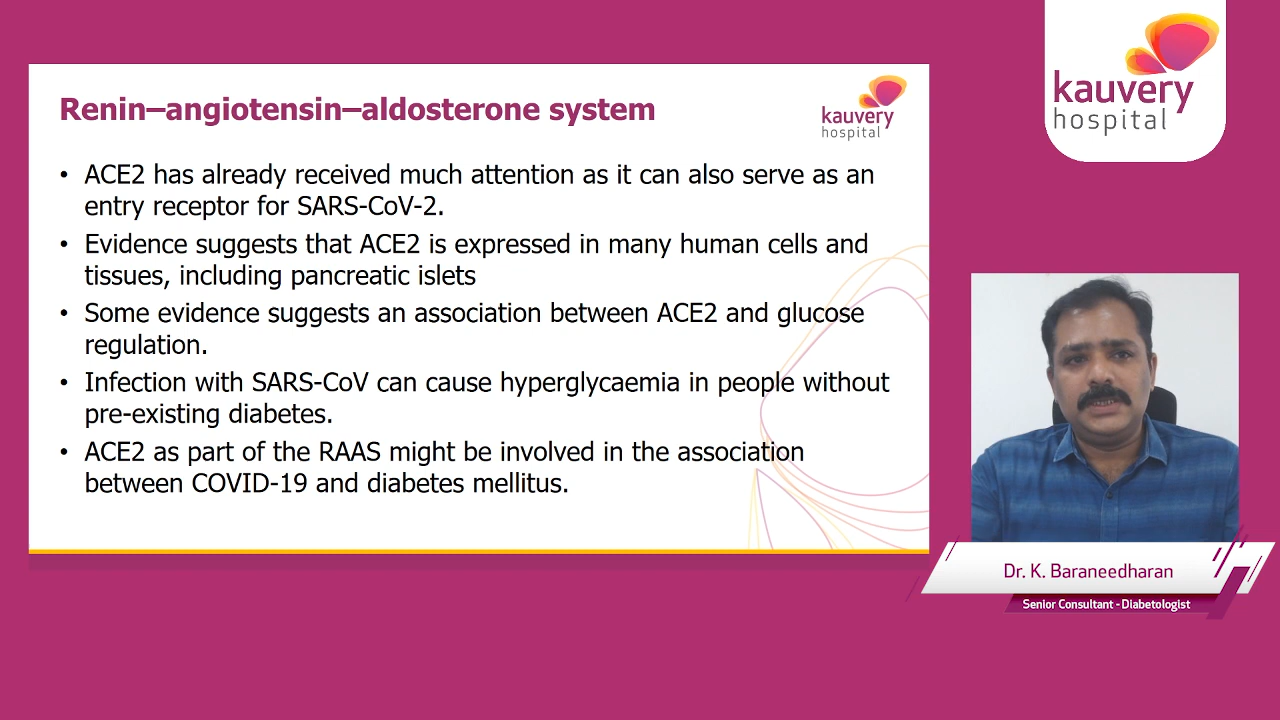 Renin–angiotensin–aldosterone system
kauvery
hospital
• ACE2 has already received much attention as it can also serve as an
entry receptor for SARS-CoV-2.
• Evidence suggests that ACE2 is expressed in many human cells and
tissues, including pancreatic islets
• Some evidence suggests an association between ACE2 and glucose
regulation.
• Infection with SARS-CoV can cause hyperglycaemia in people without
pre-existing diabetes.
• ACE2 as part of the RAAS might be involved in the association
between COVID-19 and diabetes mellitus.
kauvery
hospital
Dr. K. Baraneedharan
Senior Consultant - Diabetologist